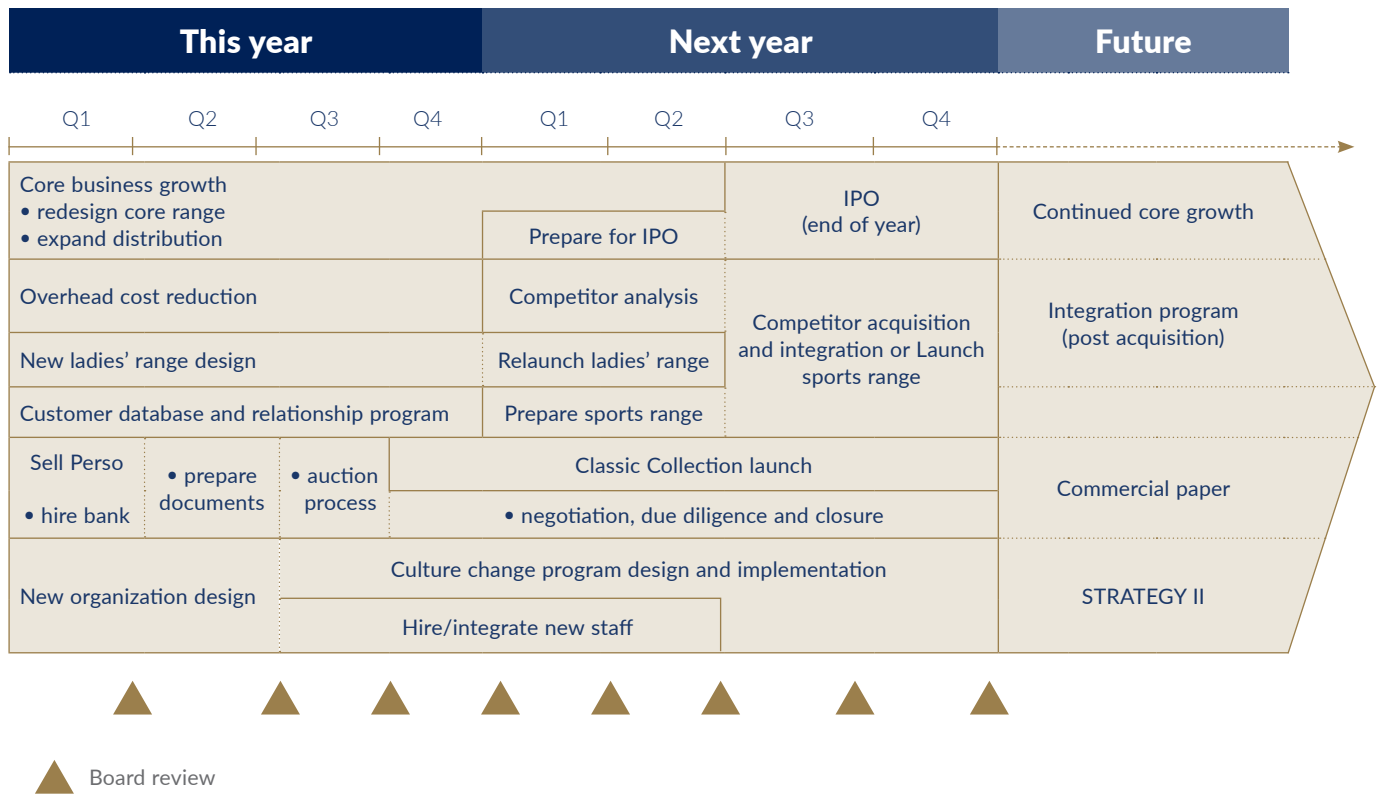 This year
Next year
Future
Q1
Q2
Q3
Q4
Q1
Q2
Q3
Q4
Core business growth
• redesign core range
• expand distribution
Prepare for IPO
IPO
(end of year)
Continued core growth
Overhead cost reduction
Competitor analysis
Competitor acquisition
and integration or Launch
sports range
Integration program
(post acquisition)
New ladies’ range design
Relaunch ladies’ range
Customer database and relationship program
Prepare sports range
Sell Perso
• hire bank
• prepare
documents
• auction
process
Classic Collection launch
• negotiation, due diligence and closure
Commercial paper
New organization design
Culture change program design and implementation
Hire/integrate new staff
STRATEGY II
Board review